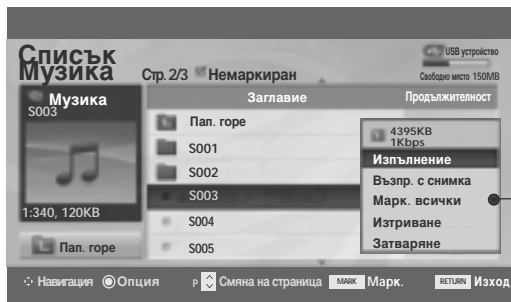 Списък
Музика
Стр. 2/3 Немаркиран
USB устройство
Свободно место 150MB
Музика
S003
1:340, 120KB
Пап. горе
Заглавие
Продължителност
Пап. горе
S001
S002
S003
S004
S005
4395KB
1Kbps
Изпълнение
Възпр. с снимка
Марк. всички
Изтриване
Затваряне
Навигация Опция P Смяна на страница MARK Марк. RETURN Изход